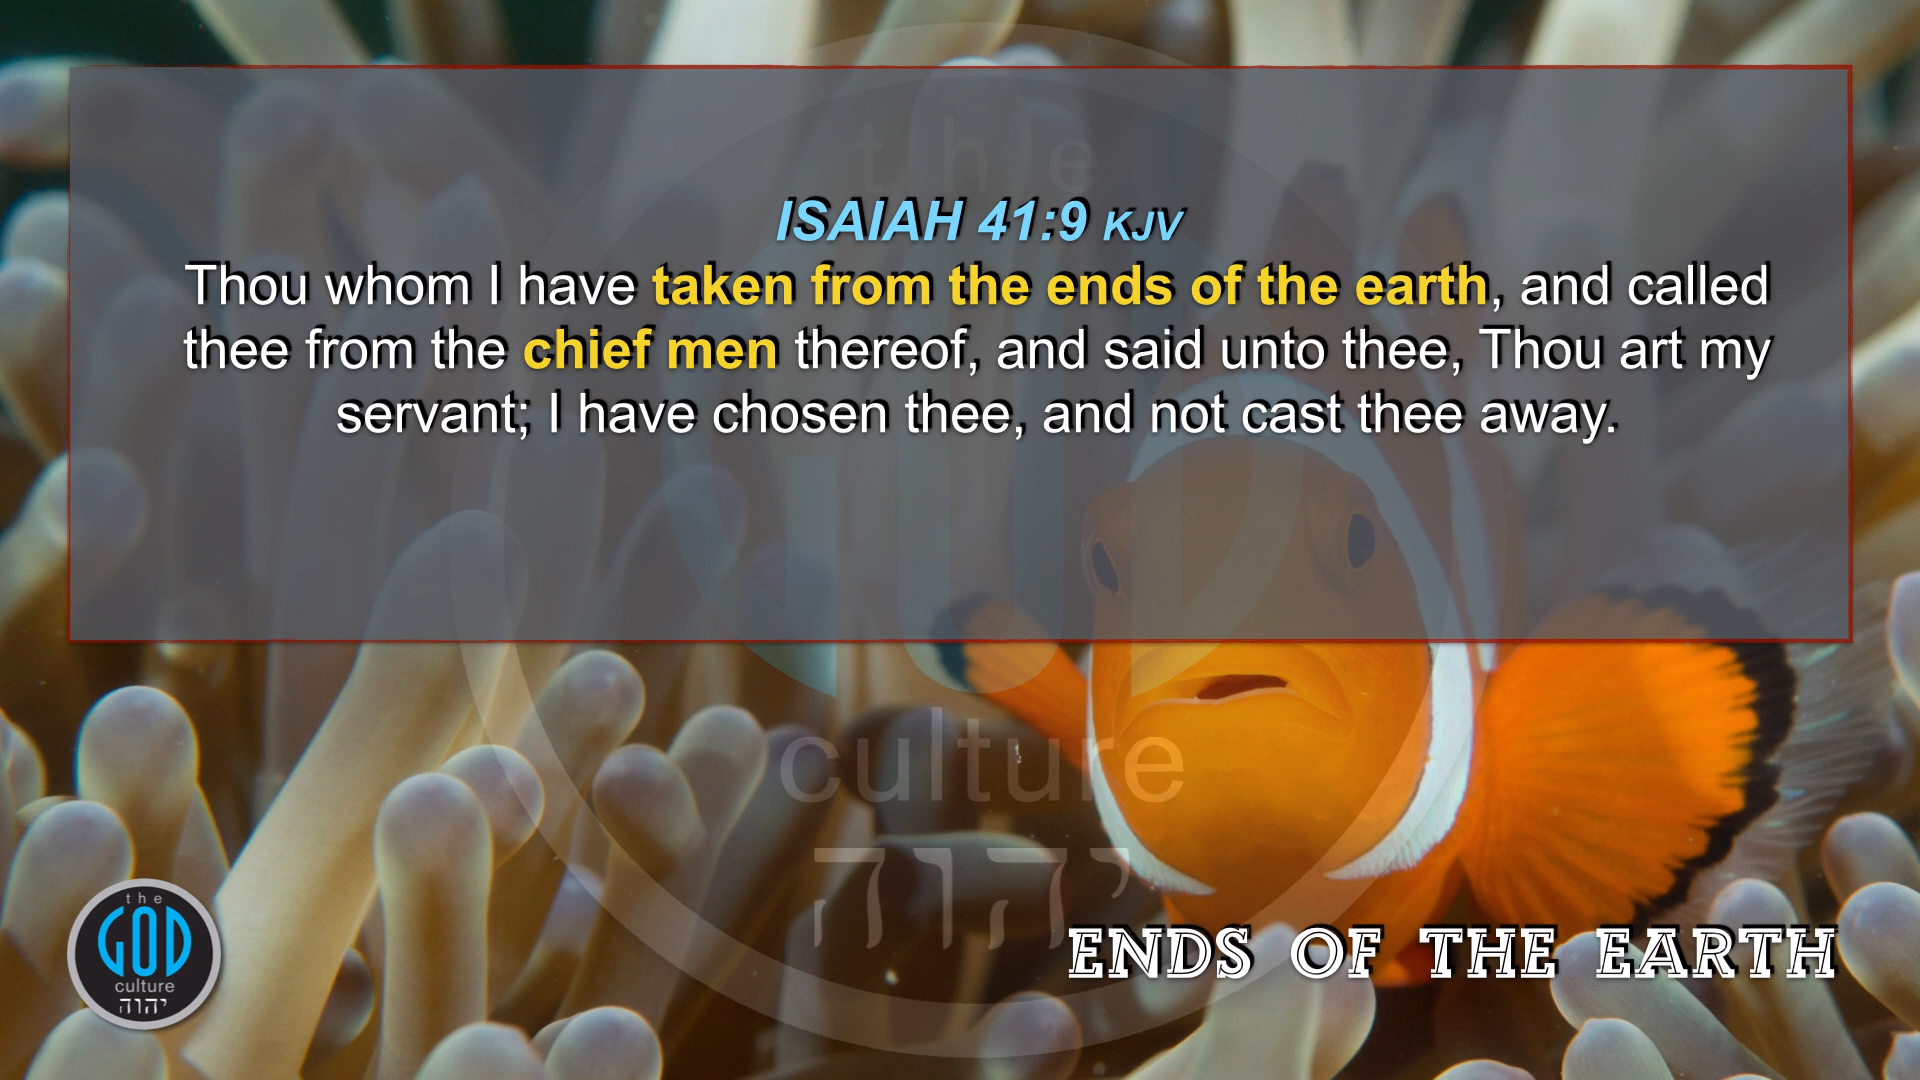 ISAIAH 41:9 KJV
Thou whom I have taken from the ends of the earth, and called
thee from the chief men thereof, and said unto thee, Thou art my
servant; I have chosen thee, and not cast thee away.
the
GOD
culture
יהוה
ENDS OF THE EARTH
the
GOD
culture
יהוה